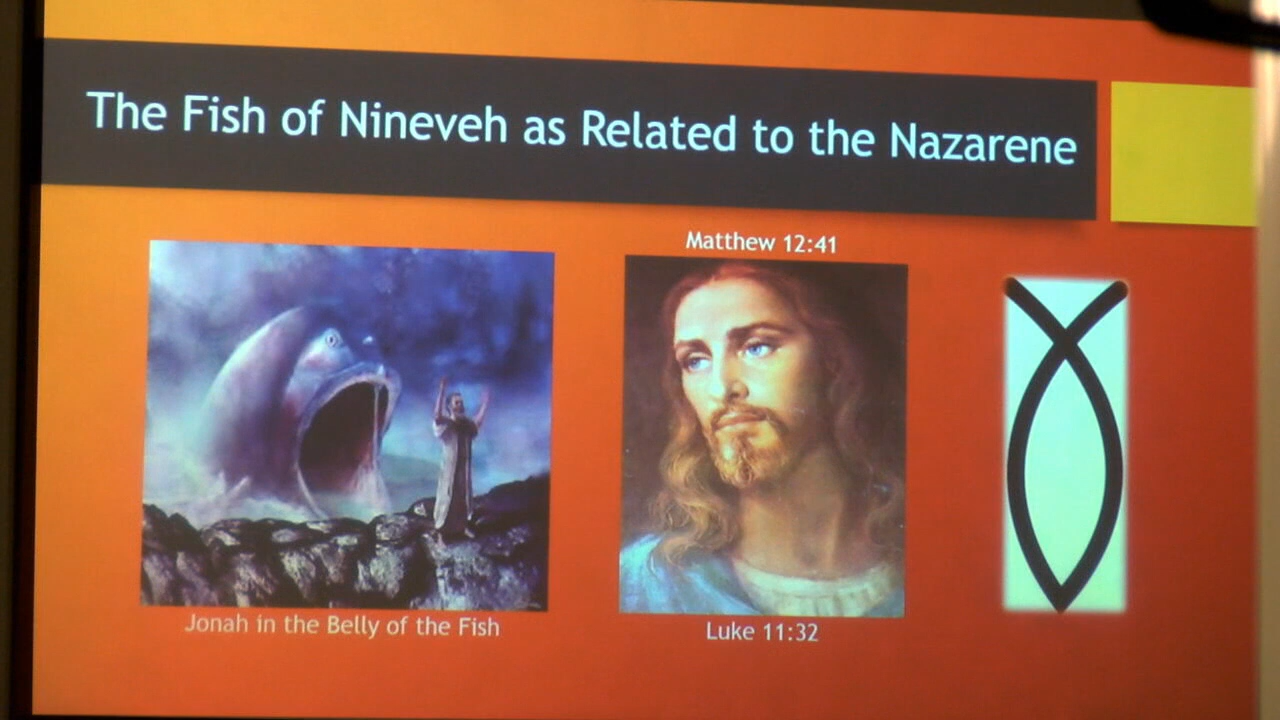 The Fish of Nineveh as Related to the Nazarene
Matthew 12:41
Jonah in the Belly of the Fish
Luke 11:32